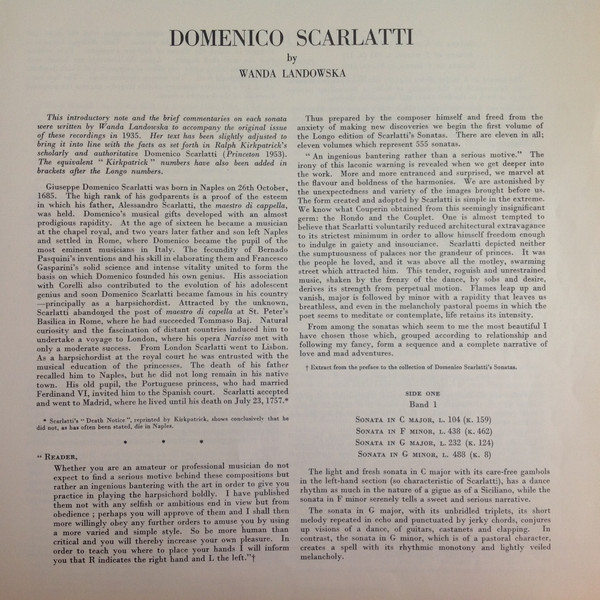 DOMENICO SCARLATTI
by
WANDA LANDOWSKA
This introductory note and the brief commentaries on each sonata
were written by Wanda Landowska to accompany the original issue
of these recordings in 1935. Her text has been slightly adjusted to
bring it into line with the facts as set forth in Ralph Kirkpatrick's
scholarly and authoritative Domenico Scarlatti (Princeton 1953).
The equivalent "Kirkpatrick" numbers have also been added in
brackets after the Longo numbers.
Giuseppe Domenico Scarlatti was born in Naples on 26th October,
1685. The high rank of his godparents is a proof of the esteem
in which his father, Alessandro Scarlatti, the maestro di cappella,
was held. Domenico's musical gifts developed with an almost
prodigious rapidity. At the age of sixteen he became a musician
at the chapel royal, and two years later father and son left Naples
and settled in Rome, where Domenico became the pupil of the
most eminent musicians in Italy. The fecundity of Bernado
Pasquini's inventions and his skill in elaborating them and Francesco
Gasparini's solid science and intense vitality united to form the
basis on which Domenico founded his own genius. His association
with Corelli also contributed to the evolution of his adolescent
genius and soon Domenico Scarlatti became famous in his country
—principally as a harpsichordist. Attracted by the unknown,
Scarlatti abandoned the post of maestro di capella at St. Peter's
Basilica in Rome, where he had succeeded Tommaso Baj. Natural
curiosity and the fascination of distant countries induced him to
undertake a voyage to London, where his opera Narciso met with
only a moderate success. From London Scarlatti went to Lisbon.
As a harpsichordist at the royal court he was entrusted with the
musical education of the princesses. The death of his father
recalled him to Naples, but he did not long remain in his native
town. His old pupil, the Portuguese princess, who had married
Ferdinand VI, invited him to the Spanish court. Scarlatti accepted
and went to Madrid, where he lived until his death on July 23, 1757.*
* Scarlatti's "Death Notice", reprinted by Kirkpatrick, shows conclusively that he
did not, as has often been stated, die in Naples.
* * *
"READER,
Whether you are an amateur or professional musician do not
expect to find a serious motive behind these compositions but
rather an ingenious bantering with the art in order to give you
practice in playing the harpsichord boldly. I have published
them not with any selfish or ambitious end in view but from
obedience; perhaps you will approve of them and I shall then
more willingly obey any further orders to amuse you by using
a more varied and simple style. So be more human than
critical and you will thereby increase your own pleasure. In
order to teach you where to place your hands I will inform
you that R indicates the right hand and L the left."†
Thus prepared by the composer himself and freed from the
anxiety of making new discoveries we begin the first volume of
the Longo edition of Scarlatti's Sonatas. There are eleven in all;
eleven volumes which represent 555 sonatas.
"An ingenious bantering rather than a serious motive." The
irony of this laconic warning is revealed when we get deeper into
the work. More and more entranced and surprised, we marvel at
the flavour and boldness of the harmonies. We are astonished by
the unexpectedness and variety of the images brought before us.
The form created and adopted by Scarlatti is simple in the extreme.
We know what Couperin obtained from this seemingly insignificant
germ: the Rondo and the Couplet. One is almost tempted to
believe that Scarlatti voluntarily reduced architectural extravagance
to its strictest minimum in order to allow himself freedom enough
to indulge in gaiety and insouciance. Scarlatti depicted neither
the sumptuousness of palaces nor the grandeur of princes. It was
the people he loved, and it was above all the motley, swarming
street which attracted him. This tender, roguish and unrestrained
music, shaken by the frenzy of the dance, by sobs and desire,
derives its strength from perpetual motion. Flames leap up and
vanish, major is followed by minor with a rapidity that leaves us
breathless, and even in the melancholy pastoral poems in which the
poet seems to meditate or contemplate, life retains its intensity.
From among the sonatas which seem to me the most beautiful I
have chosen those which, grouped according to relationship and
following my fancy, form a sequence and a complete narrative of
love and mad adventures.
† Extract from the preface to the collection of Domenico Scarlatti's Sonatas.
SIDE ONE
Band 1
SONATA IN C MAJOR, L. 104 (K. 159)
SONATA IN F MINOR, L. 438 (K. 462)
SONATA IN G MAJOR, L. 232 (K. 124)
SONATA IN G MINOR, L. 488 (K. 8)
The light and fresh sonata in C major with its care-free gambols
in the left-hand section (so characteristic of Scarlatti), has a dance
rhythm as much in the nature of a gigue as of a Siciliano, while the
sonata in F minor serenely tells a sweet and serious narrative.
The sonata in G major, with its unbridled triplets, its short
melody repeated in echo and punctuated by jerky chords, conjures
up visions of a dance, of guitars, castanets and clapping. In
contrast, the sonata in G minor, which is of a pastoral character,
creates a spell with its rhythmic monotony and lightly veiled
melancholy.